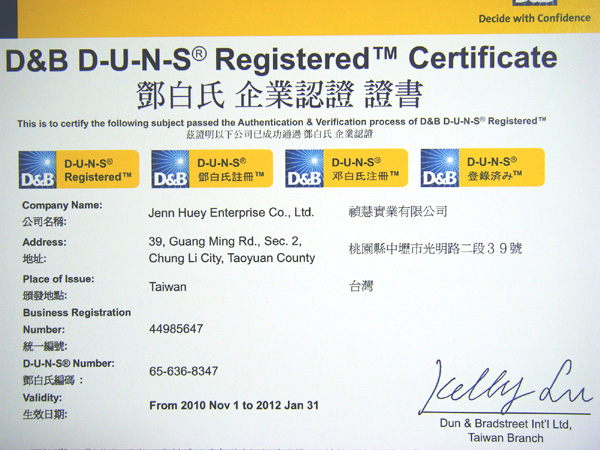 D&B
Decide with Confidence
D&B D-U-N-S® Registered™ Certificate
鄧白氏 企業認證 證書
This is to certify the following subject passed the Authentication & Verification process of D&B D-U-N-S® Registered™
茲證明以下公司已成功通過 鄧白氏 企業認證
D&B D-U-N-S® Registered™
D&B D-U-N-S® 鄧白氏註冊™
D&B D-U-N-S® 邓白氏注册™
D&B D-U-N-S® 登録済み™
Company Name: Jenn Huey Enterprise Co., Ltd. 禎慧實業有限公司
公司名稱:
Address: 39, Guang Ming Rd., Sec. 2, 桃園縣中壢市光明路二段39號
地址: Chung Li City, Taoyuan County
Place of Issue: Taiwan 台灣
頒發地點:
Business Registration
Number: 44985647
統一編號:
D-U-N-S® Number: 65-636-8347
鄧白氏編碼 :
Validity: From 2010 Nov 1 to 2012 Jan 31
生效日期:
Kelly Lu
Dun & Bradstreet Int'l Ltd,
Taiwan Branch